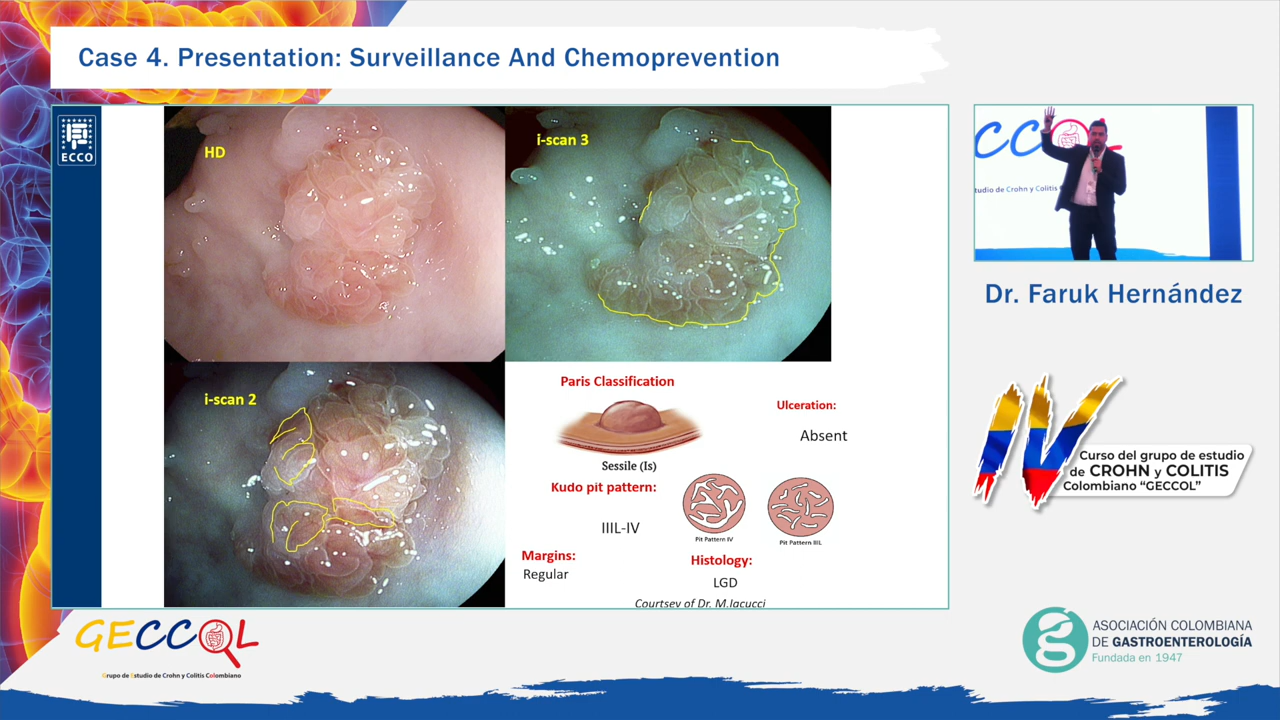 Case 4. Presentation: Surveillance And Chemoprevention
ECCO
HD
i-scan 3
i-scan 2
Paris Classification
Sessile (Is)
Ulceration:
Absent
Kudo pit pattern:
IIIL-IV
Pit Pattern IV
Pit Pattern IIIL
Margins:
Regular
Histology:
LGD
Courtsey of Dr. M.Iacucci
Dr. Faruk Hernández
IV
Curso del grupo de estudio
de CROHN y COLITIS
Colombiano “GECCOL”
GECCOL
Grupo de Estudio de Crohn y Colitis Colombiano
ASOCIACIÓN COLOMBIANA
DE GASTROENTEROLOGÍA
Fundada en 1947